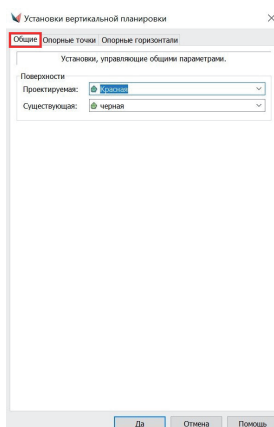 Установки вертикальной планировки
Общие Опорные точки Опорные горизонтали
Установки, управляющие общими параметрами.
Поверхности
Проектируемая: Красная
Существующая: черная
Да Отмена Помощь